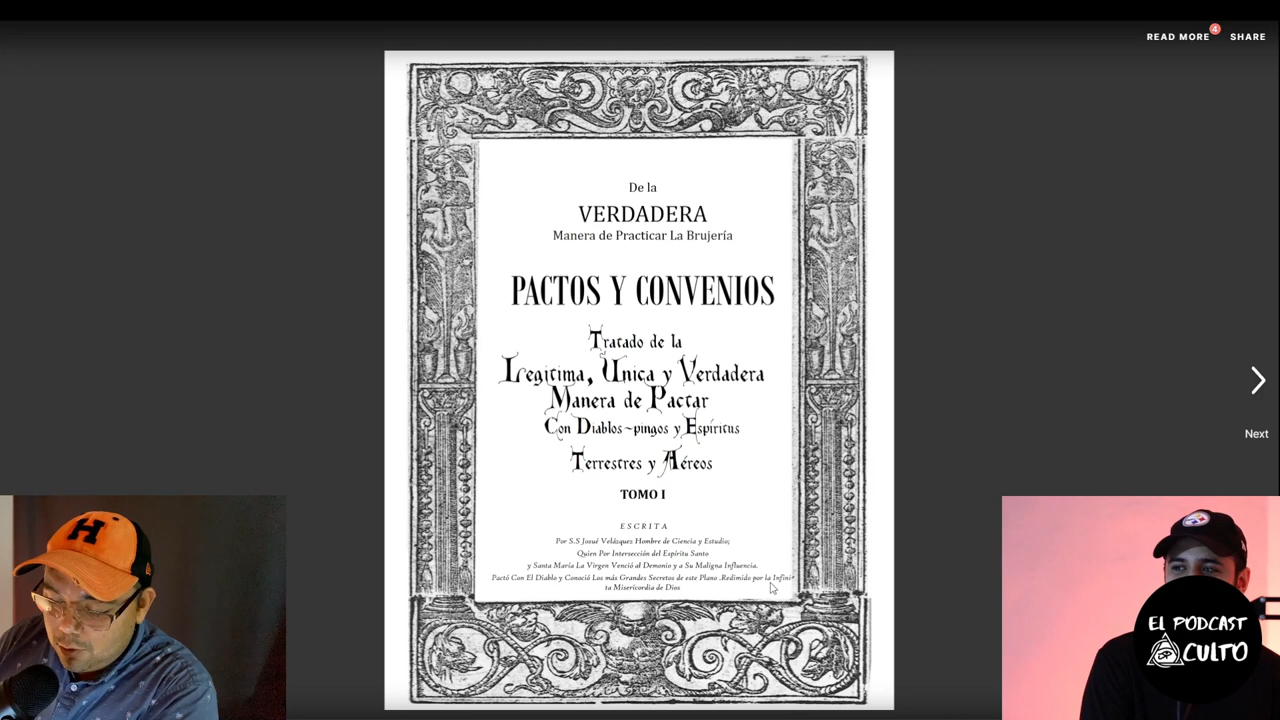 READ MORE 4 SHARE
De la
VERDADERA
Manera de Practicar La Brujería
PACTOS Y CONVENIOS
Tratado de la
Legitima, Unica y Verdadera
Manera de Pactar
Con Diablos-pingos y Espíritus
Terrestres y Aéreos
TOMO I
ESCRITA
Por S.S Josué Velázquez Hombre de Ciencia y Estudio;
Quien Por Intersección del Espíritu Santo
y Santa María La Virgen Venció al Demonio y a Su Maligna Influencia.
Pactó Con El Diablo y Conoció Los más Grandes Secretos de este Plano .Redimido por la Infini-
ta Misericordia de Dios
Next
H
EL PODCAST
CULTO